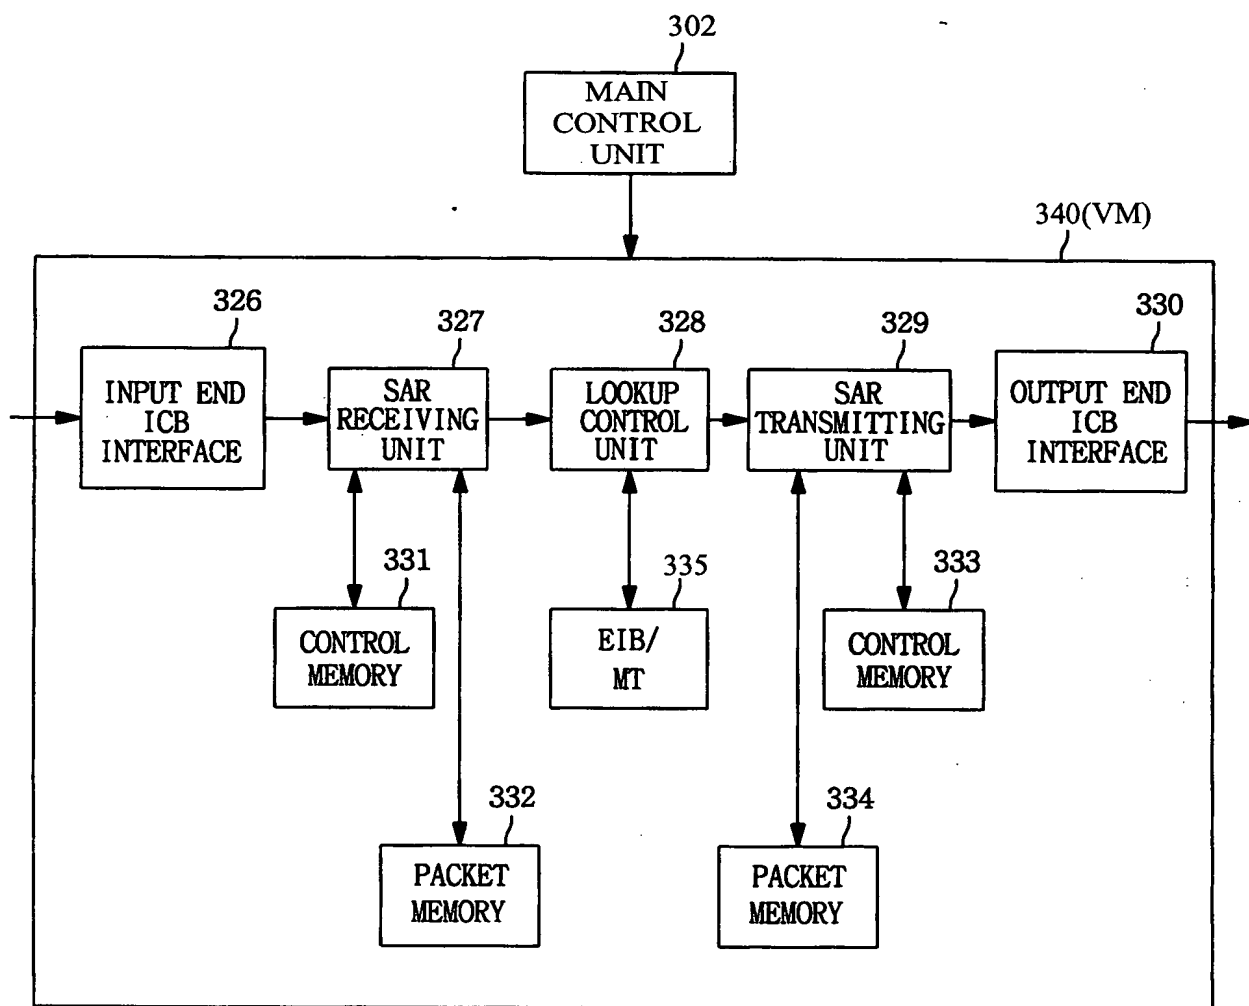 302
MAIN
CONTROL
UNIT
340(VM)
326
327
328
329
330
INPUT END
ICB
INTERFACE
SAR
RECEIVING
UNIT
LOOKUP
CONTROL
UNIT
SAR
TRANSMITTING
UNIT
OUTPUT END
ICB
INTERFACE
331
335
333
CONTROL
MEMORY
EIB/
MT
CONTROL
MEMORY
332
334
PACKET
MEMORY
PACKET
MEMORY